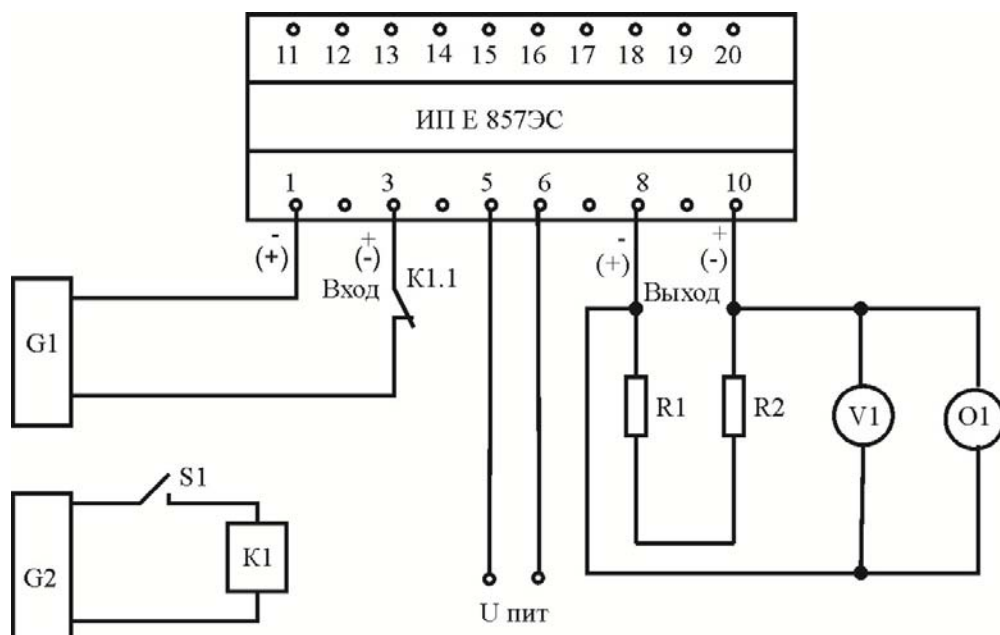 11 12 13 14 15 16 17 18 19 20
ИП Е 857ЭС
1 3 5 6 8 10
- + - +
(+) (-) (+) (-)
Вход К1.1 Выход
G1
R1 R2 V1 O1
S1
G2 К1
U пит